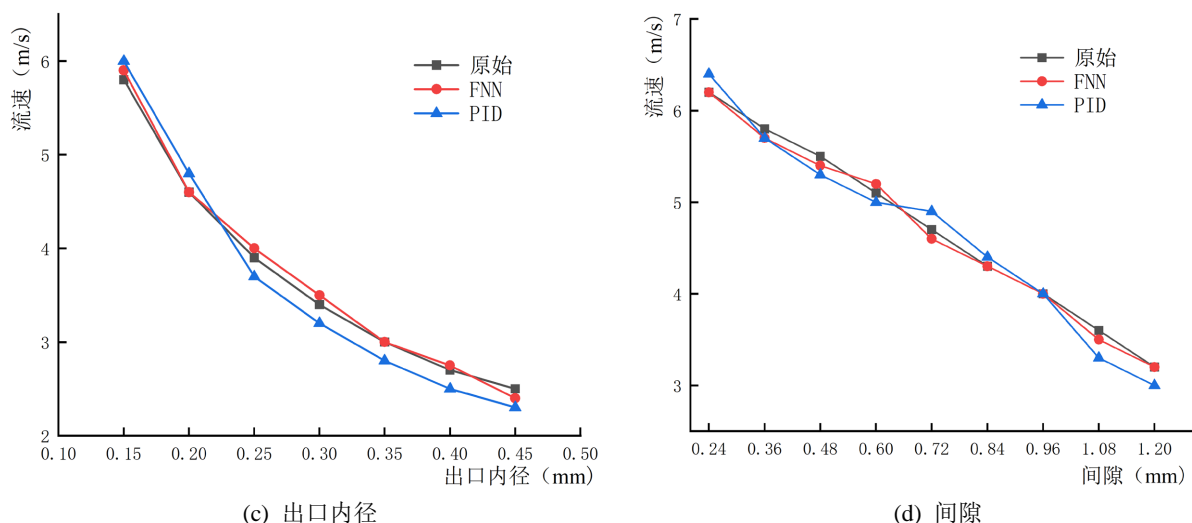 流速（m/s）
6
5
4
3
2
0.10 0.15 0.20 0.25 0.30 0.35 0.40 0.45 0.50
出口内径（mm）
原始
FNN
PID
(c) 出口内径
流速（m/s）
7
6
5
4
3
0.24 0.36 0.48 0.60 0.72 0.84 0.96 1.08 1.20
间隙（mm）
原始
FNN
PID
(d) 间隙